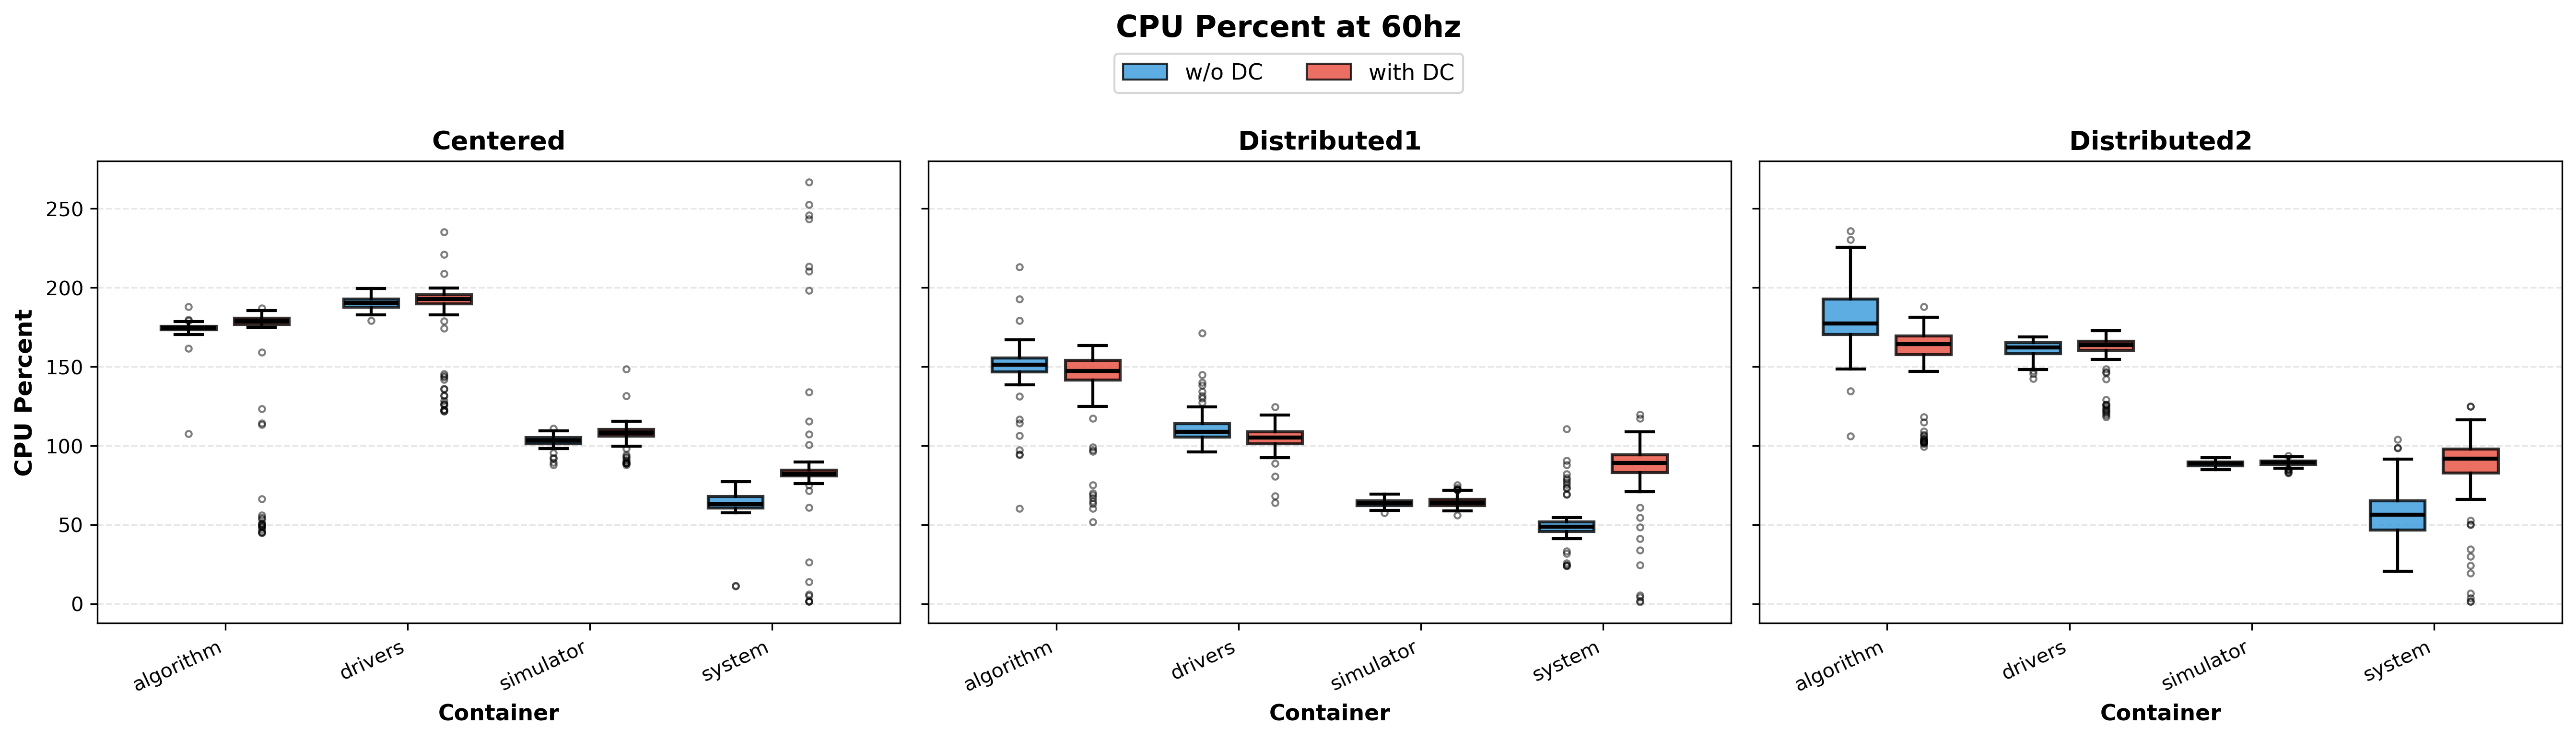 CPU Percent at 60hz
w/o DC with DC
Centered Distributed1 Distributed2
CPU Percent
250
200
150
100
50
0
algorithm drivers simulator system algorithm drivers simulator system algorithm drivers simulator system
Container Container Container